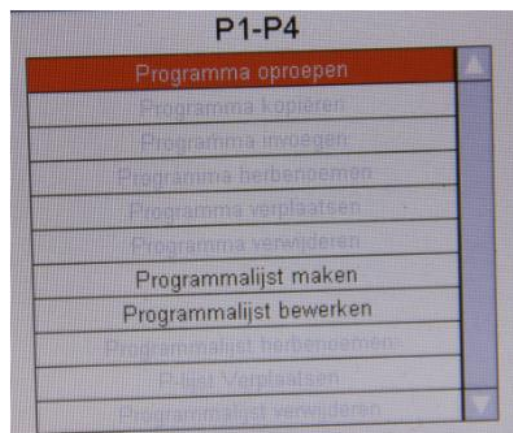 P1-P4
Programma oproepen
Programma kopiëren
Programma invoegen
Programma herbenoemen
Programma verplaatsen
Programma verwijderen
Programmalijst maken
Programmalijst bewerken
Programmalijst herbenoemen
P-lijst Verplaatsen
Programmalijst verwijderen